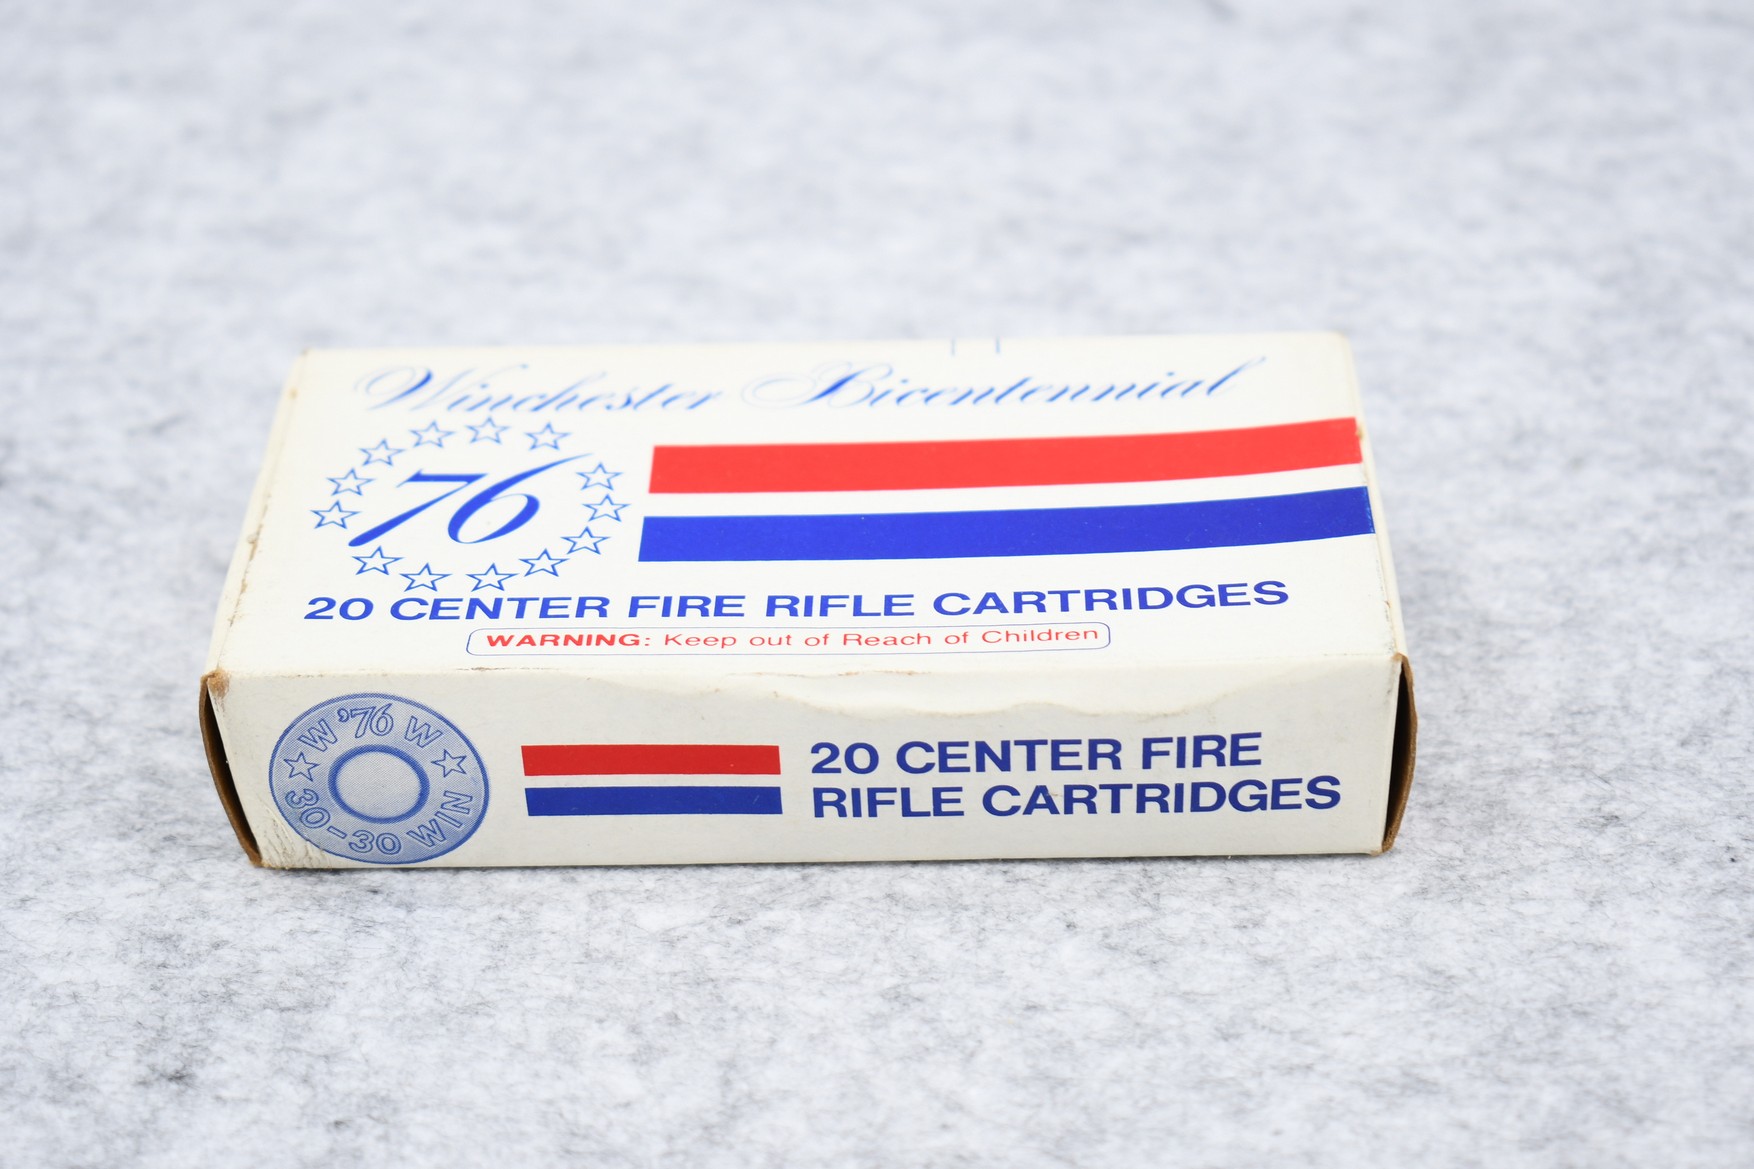 Winchester Bicentennial
76
20 CENTER FIRE RIFLE CARTRIDGES
WARNING: Keep out of Reach of Children
W '76 W
30-30 WIN
20 CENTER FIRE
RIFLE CARTRIDGES